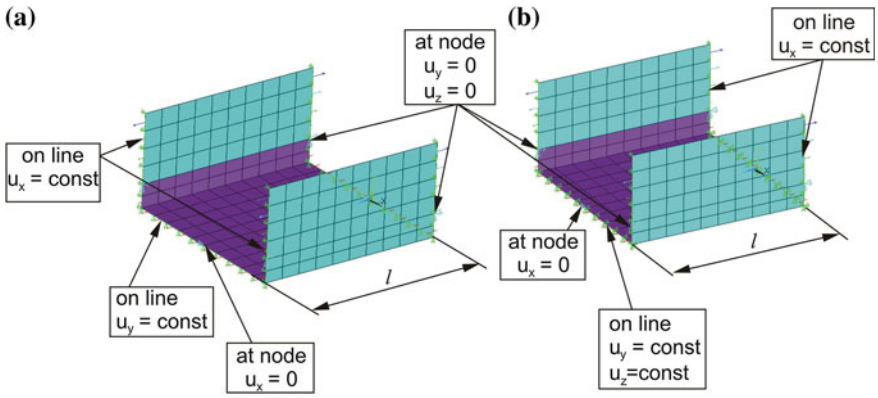 (a)
at node
u_y = 0
u_z = 0
on line
u_x = const
on line
u_y = const
at node
u_x = 0
l
x
(b)
on line
u_x = const
at node
u_x = 0
on line
u_y = const
u_z=const
l
x